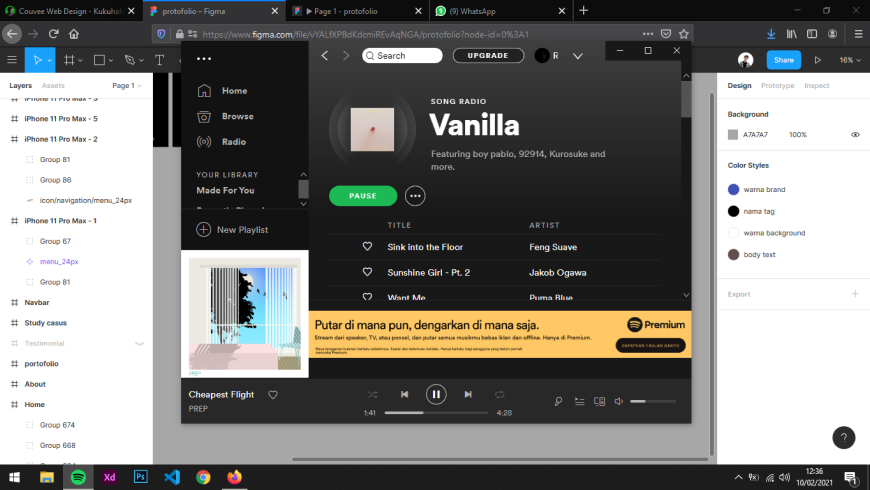 Couvee Web Design - Kukuhal
protofolio – Figma
▶ Page 1 - protofolio
(9) WhatsApp
https://www.figma.com/file/vYALfXPBdKdcmiREvAqNGA/protofolio?node-id=0%3A1
Share
16%
Layers
Assets
Page 1
iPhone 11 Pro Max - 3
iPhone 11 Pro Max - 5
iPhone 11 Pro Max - 2
Group 81
Group 86
icon/navigation/menu_24px
iPhone 11 Pro Max - 1
Group 67
menu_24px
Group 81
Navbar
Study casus
Testimonial
portofolio
About
Home
Group 674
Group 668
Home
Browse
Radio
YOUR LIBRARY
Made For You
New Playlist
Search
UPGRADE
R
SONG RADIO
Vanilla
Featuring boy pablo, 92914, Kurosuke and
more.
PAUSE
TITLE
ARTIST
Sink into the Floor
Feng Suave
Sunshine Girl - Pt. 2
Jakob Ogawa
Want Me
Puma Blue
Putar di mana pun, dengarkan di mana saja.
Stream dari speaker, TV, atau ponsel, dan putar semua musikmu bebas iklan dan offline. Hanya di Premium.
Premium
DAPATKAN 1 BULAN GRATIS
Cheapest Flight
PREP
1:41
4:28
Design
Prototype
Inspect
Background
A7A7A7
100%
Color Styles
warna brand
nama tag
warna background
body text
Export
?
Xd
Ps
12:36
10/02/2021
1